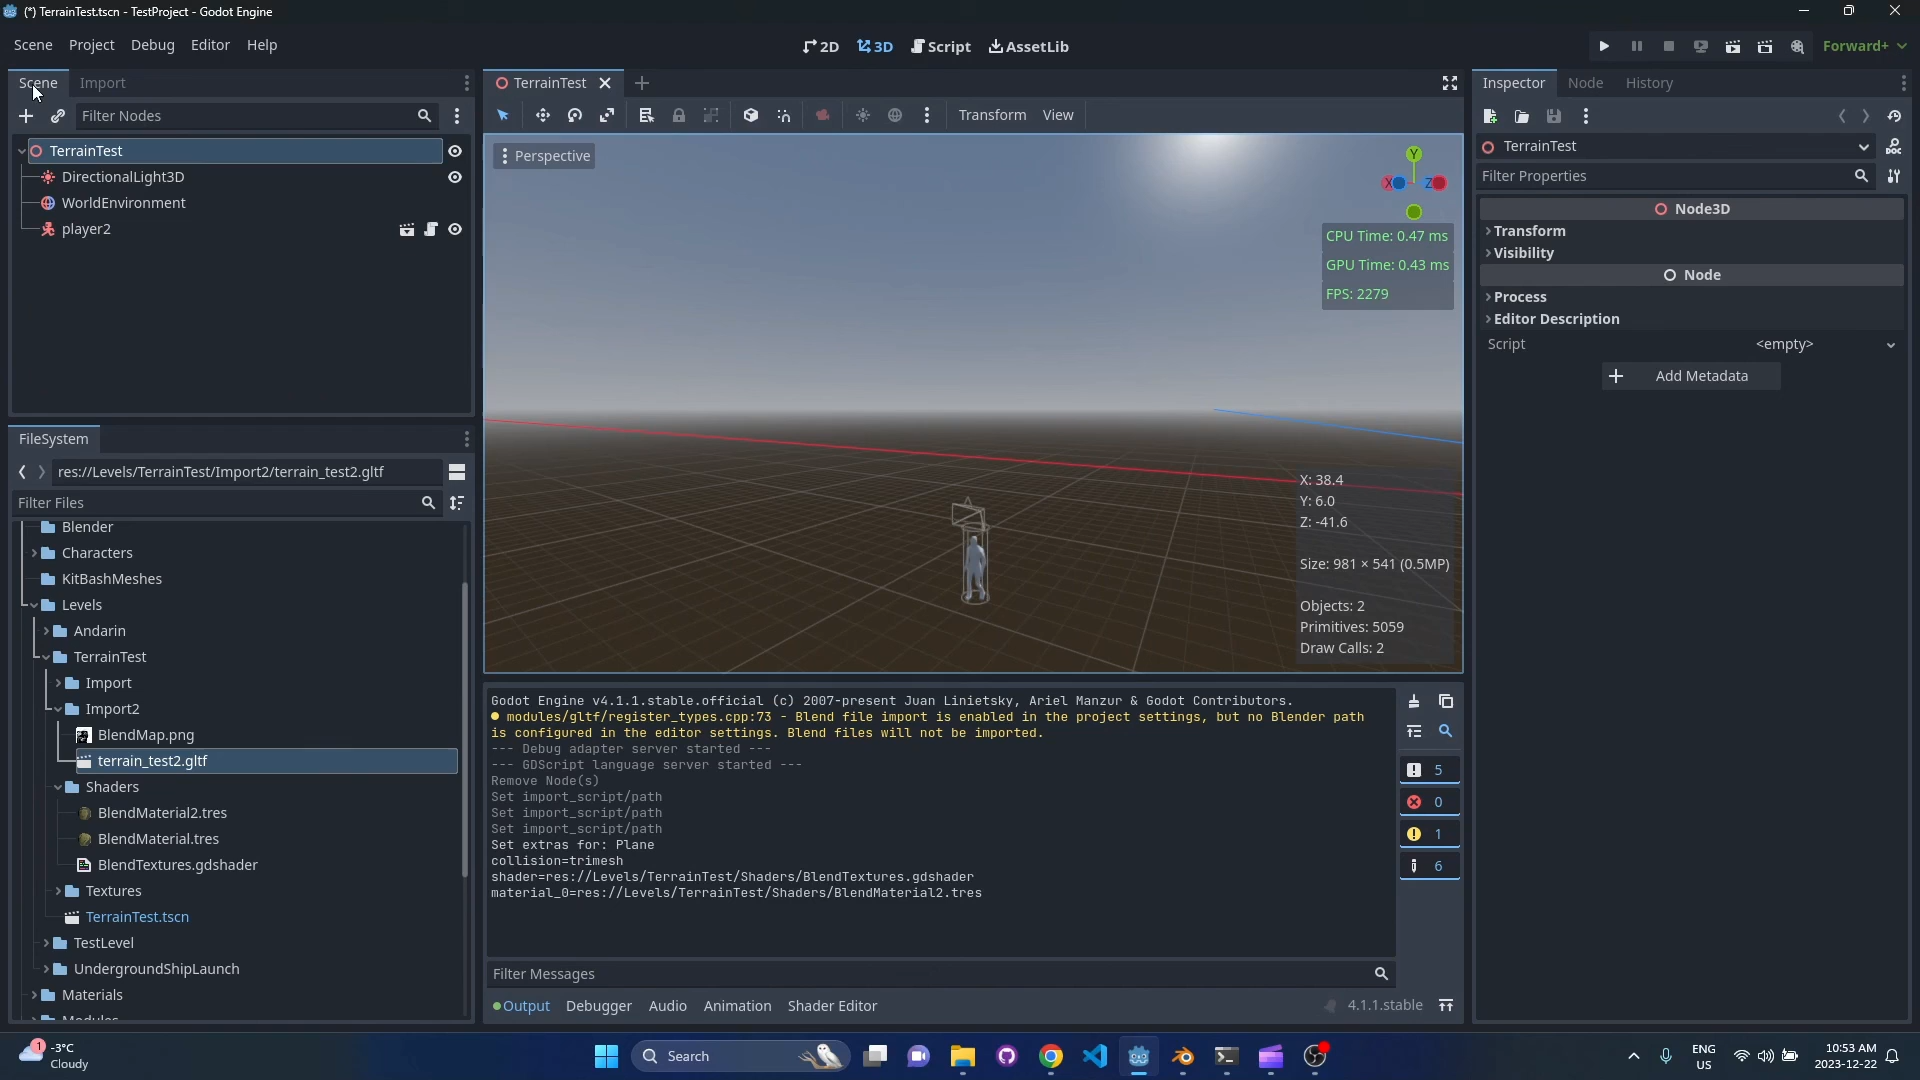 (*) TerrainTest.tscn - TestProject - Godot Engine
Scene Project Debug Editor Help
2D 3D Script AssetLib
Forward+
Scene Import
TerrainTest
Inspector Node History
Filter Nodes
Transform View
TerrainTest
DirectionalLight3D
WorldEnvironment
player2
Perspective
Y
X
Z
CPU Time: 0.47 ms
GPU Time: 0.43 ms
FPS: 2279
X: 38.4
Y: 6.0
Z: -41.6
Size: 981 × 541 (0.5MP)
Objects: 2
Primitives: 5059
Draw Calls: 2
TerrainTest
Filter Properties
Node3D
Transform
Visibility
Node
Process
Editor Description
Script <empty>
Add Metadata
FileSystem
res://Levels/TerrainTest/Import2/terrain_test2.gltf
Filter Files
Blender
Characters
KitBashMeshes
Levels
Andarin
TerrainTest
Import
Import2
BlendMap.png
terrain_test2.gltf
Shaders
BlendMaterial2.tres
BlendMaterial.tres
BlendTextures.gdshader
Textures
TerrainTest.tscn
TestLevel
UndergroundShipLaunch
Materials
Modules
Godot Engine v4.1.1.stable.official (c) 2007-present Juan Linietsky, Ariel Manzur & Godot Contributors.
modules/gltf/register_types.cpp:73 - Blend file import is enabled in the project settings, but no Blender path
is configured in the editor settings. Blend files will not be imported.
--- Debug adapter server started ---
--- GDScript language server started ---
Remove Node(s)
Set import_script/path
Set import_script/path
Set import_script/path
Set extras for: Plane
collision=trimesh
shader=res://Levels/TerrainTest/Shaders/BlendTextures.gdshader
material_0=res://Levels/TerrainTest/Shaders/BlendMaterial2.tres
5
0
1
6
Filter Messages
Output Debugger Audio Animation Shader Editor
4.1.1.stable
1
-3°C
Cloudy
Search
ENG
US
10:53 AM
2023-12-22